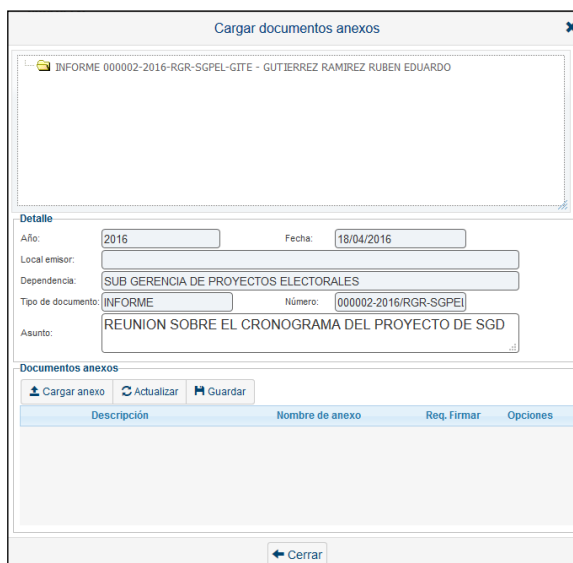 Cargar documentos anexos
INFORME 000002-2016-RGR-SGPEL-GITE - GUTIERREZ RAMIREZ RUBEN EDUARDO
Detalle
Año: 2016 Fecha: 18/04/2016
Local emisor:
Dependencia: SUB GERENCIA DE PROYECTOS ELECTORALES
Tipo de documento: INFORME Número: 000002-2016/RGR-SGPEL
Asunto: REUNION SOBRE EL CRONOGRAMA DEL PROYECTO DE SGD
Documentos anexos
Cargar anexo Actualizar Guardar
Descripción Nombre de anexo Req. Firmar Opciones
Cerrar